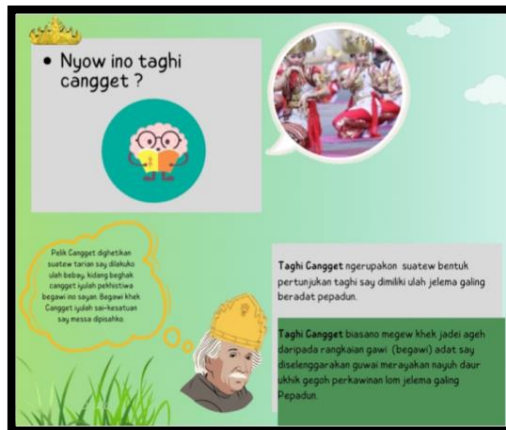 • Nyow ino taghi
cangget ?
Pelik Cangget dighetikan
suatew tarian say dilakuko
ulah bebay, kidang beghak
cangget iyulah pekhistiwa
begawi ino sayan. Begawi khek
Cangget iyulah sai-kesatuan
say messa dipisahko.
Taghi Cangget ngerupakon suatew bentuk
pertunjukan taghi say dimiliki ulah jelema galing
beradat pepadun.
Taghi Cangget biasano megew khek jadei ageh
daripada rangkaian gawi (begawi) adat say
diselenggarakan guwai merayakan nayuh daur
ukhik gegoh perkawinan lom jelema galing
Pepadun.